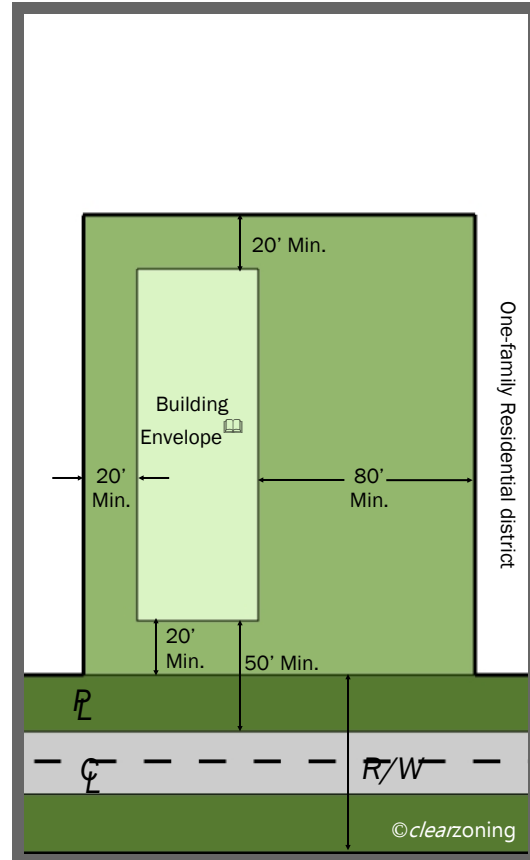 20' Min.
One-family Residential district
Building
Envelope
20'
Min.
80'
Min.
20'
Min.
50' Min.
PL
CL
R/W
©clearzoning